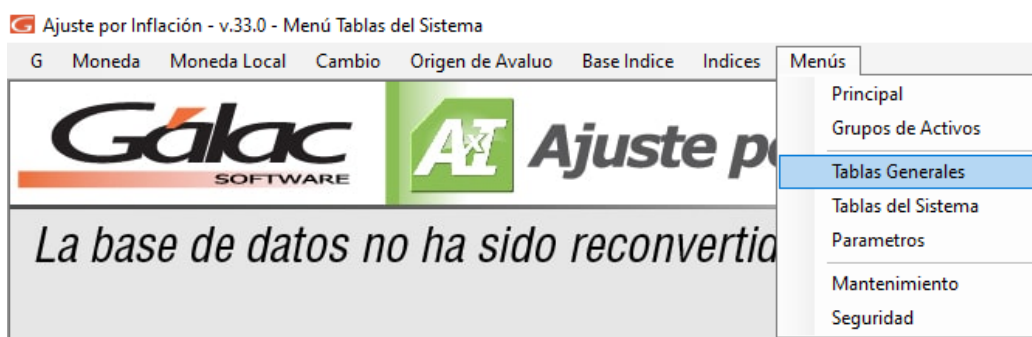 Ajuste por Inflación - v.33.0 - Menú Tablas del Sistema
G Moneda Moneda Local Cambio Origen de Avaluo Base Indice Indices Menús
Principal
Grupos de Activos
Tablas Generales
Tablas del Sistema
Parametros
Mantenimiento
Seguridad
Gálac
SOFTWARE
AxI
Ajuste po
La base de datos no ha sido reconvertid